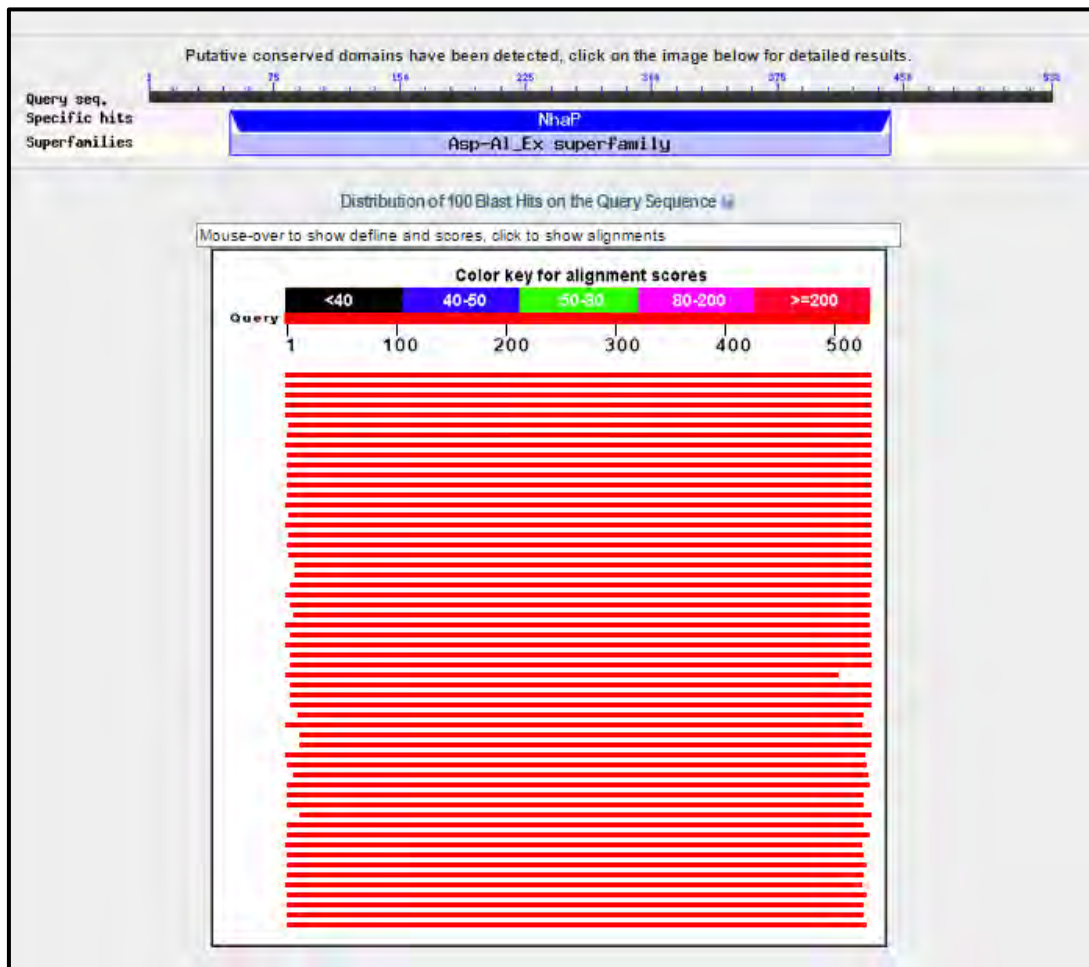 Putative conserved domains have been detected, click on the image below for detailed results.
1 75 150 225 300 375 450
Query seq.
Specific hits NhaP
Superfamilies Asp-Al_Ex superfamily
Distribution of 100 Blast Hits on the Query Sequence
Mouse-over to show defline and scores, click to show alignments
Color key for alignment scores
<40 40-50 50-80 80-200 >=200
Query
1 100 200 300 400 500